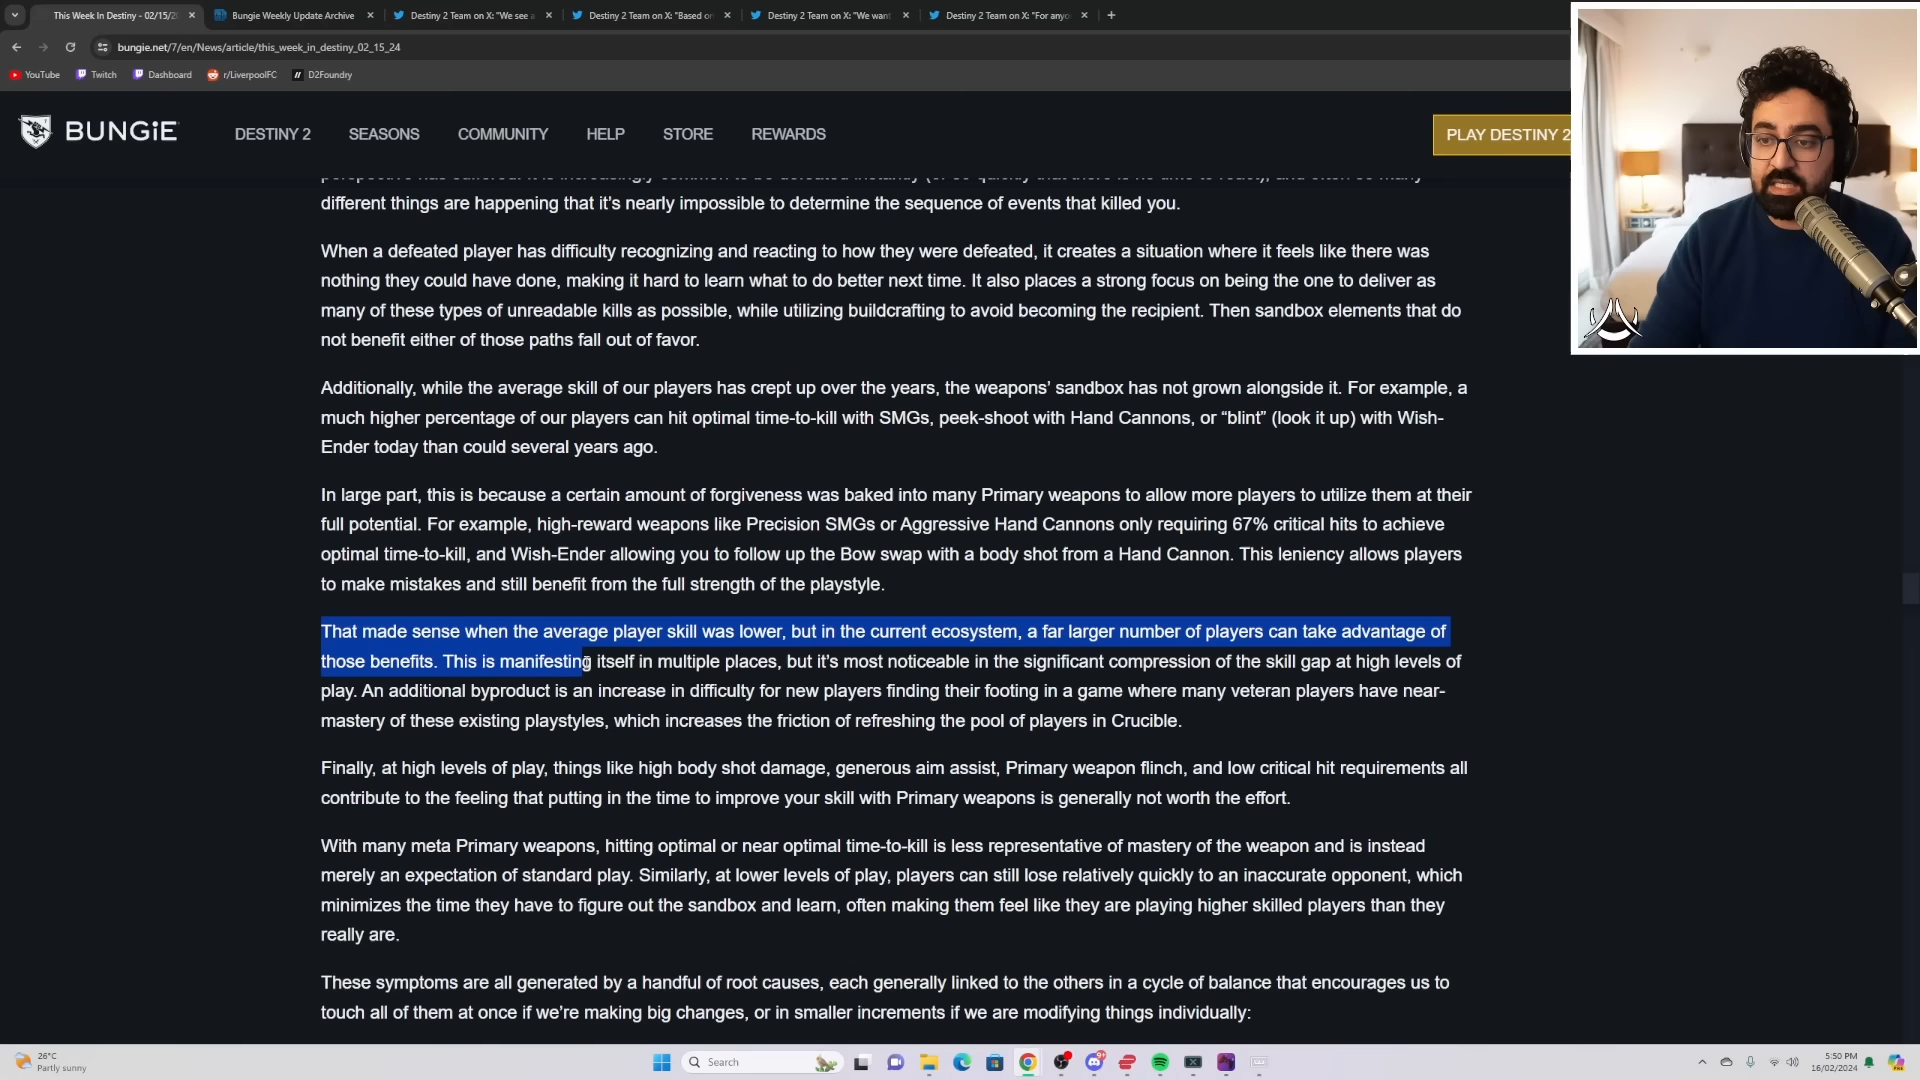 This Week In Destiny - 02/15/2
Bungie Weekly Update Archive
Destiny 2 Team on X: "We see a
Destiny 2 Team on X: "Based on
Destiny 2 Team on X: "We want
Destiny 2 Team on X: "For anyo
bungie.net/7/en/News/article/this_week_in_destiny_02_15_24
YouTube
Twitch
Dashboard
r/LiverpoolFC
D2Foundry
BUNGiE
DESTINY 2
SEASONS
COMMUNITY
HELP
STORE
REWARDS
PLAY DESTINY 2
different things are happening that it's nearly impossible to determine the sequence of events that killed you.
When a defeated player has difficulty recognizing and reacting to how they were defeated, it creates a situation where it feels like there was
nothing they could have done, making it hard to learn what to do better next time. It also places a strong focus on being the one to deliver as
many of these types of unreadable kills as possible, while utilizing buildcrafting to avoid becoming the recipient. Then sandbox elements that do
not benefit either of those paths fall out of favor.
Additionally, while the average skill of our players has crept up over the years, the weapons' sandbox has not grown alongside it. For example, a
much higher percentage of our players can hit optimal time-to-kill with SMGs, peek-shoot with Hand Cannons, or "blint" (look it up) with Wish-
Ender today than could several years ago.
In large part, this is because a certain amount of forgiveness was baked into many Primary weapons to allow more players to utilize them at their
full potential. For example, high-reward weapons like Precision SMGs or Aggressive Hand Cannons only requiring 67% critical hits to achieve
optimal time-to-kill, and Wish-Ender allowing you to follow up the Bow swap with a body shot from a Hand Cannon. This leniency allows players
to make mistakes and still benefit from the full strength of the playstyle.
That made sense when the average player skill was lower, but in the current ecosystem, a far larger number of players can take advantage of
those benefits. This is manifesting itself in multiple places, but it's most noticeable in the significant compression of the skill gap at high levels of
play. An additional byproduct is an increase in difficulty for new players finding their footing in a game where many veteran players have near-
mastery of these existing playstyles, which increases the friction of refreshing the pool of players in Crucible.
Finally, at high levels of play, things like high body shot damage, generous aim assist, Primary weapon flinch, and low critical hit requirements all
contribute to the feeling that putting in the time to improve your skill with Primary weapons is generally not worth the effort.
With many meta Primary weapons, hitting optimal or near optimal time-to-kill is less representative of mastery of the weapon and is instead
merely an expectation of standard play. Similarly, at lower levels of play, players can still lose relatively quickly to an inaccurate opponent, which
minimizes the time they have to figure out the sandbox and learn, often making them feel like they are playing higher skilled players than they
really are.
These symptoms are all generated by a handful of root causes, each generally linked to the others in a cycle of balance that encourages us to
touch all of them at once if we're making big changes, or in smaller increments if we are modifying things individually:
26°C
Partly sunny
Search
5:50 PM
16/02/2024